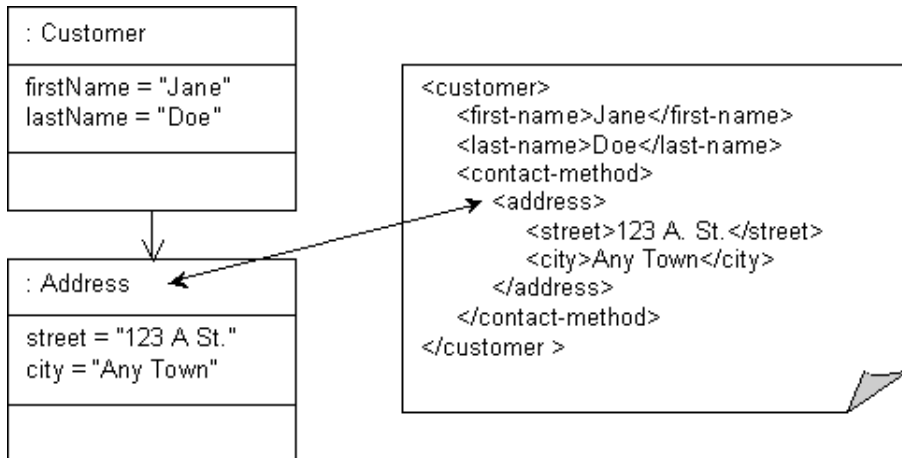 : Customer
firstName = "Jane"
lastName = "Doe"
: Address
street = "123 A St."
city = "Any Town"
<customer>
<first-name>Jane</first-name>
<last-name>Doe</last-name>
<contact-method>
<address>
<street>123 A. St.</street>
<city>Any Town</city>
</address>
</contact-method>
</customer >